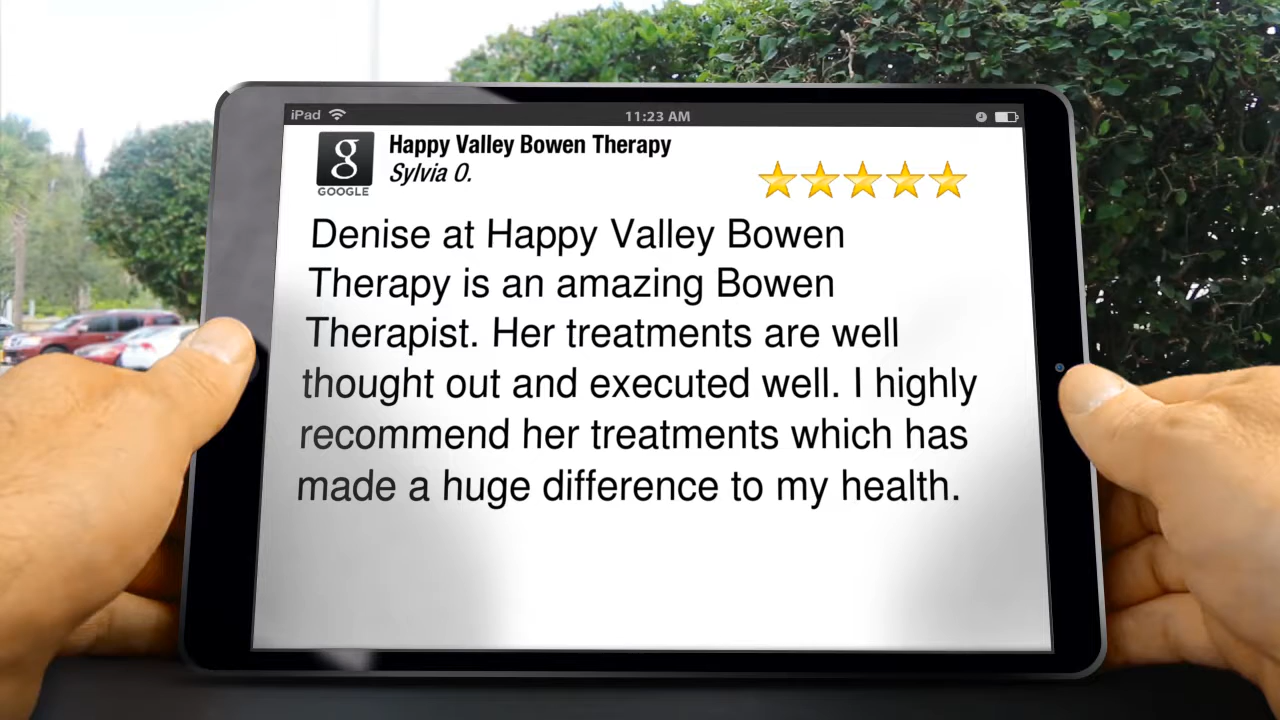 iPad
11:23 AM
g
GOOGLE
Happy Valley Bowen Therapy
Sylvia O.
Denise at Happy Valley Bowen
Therapy is an amazing Bowen
Therapist. Her treatments are well
thought out and executed well. I highly
recommend her treatments which has
made a huge difference to my health.